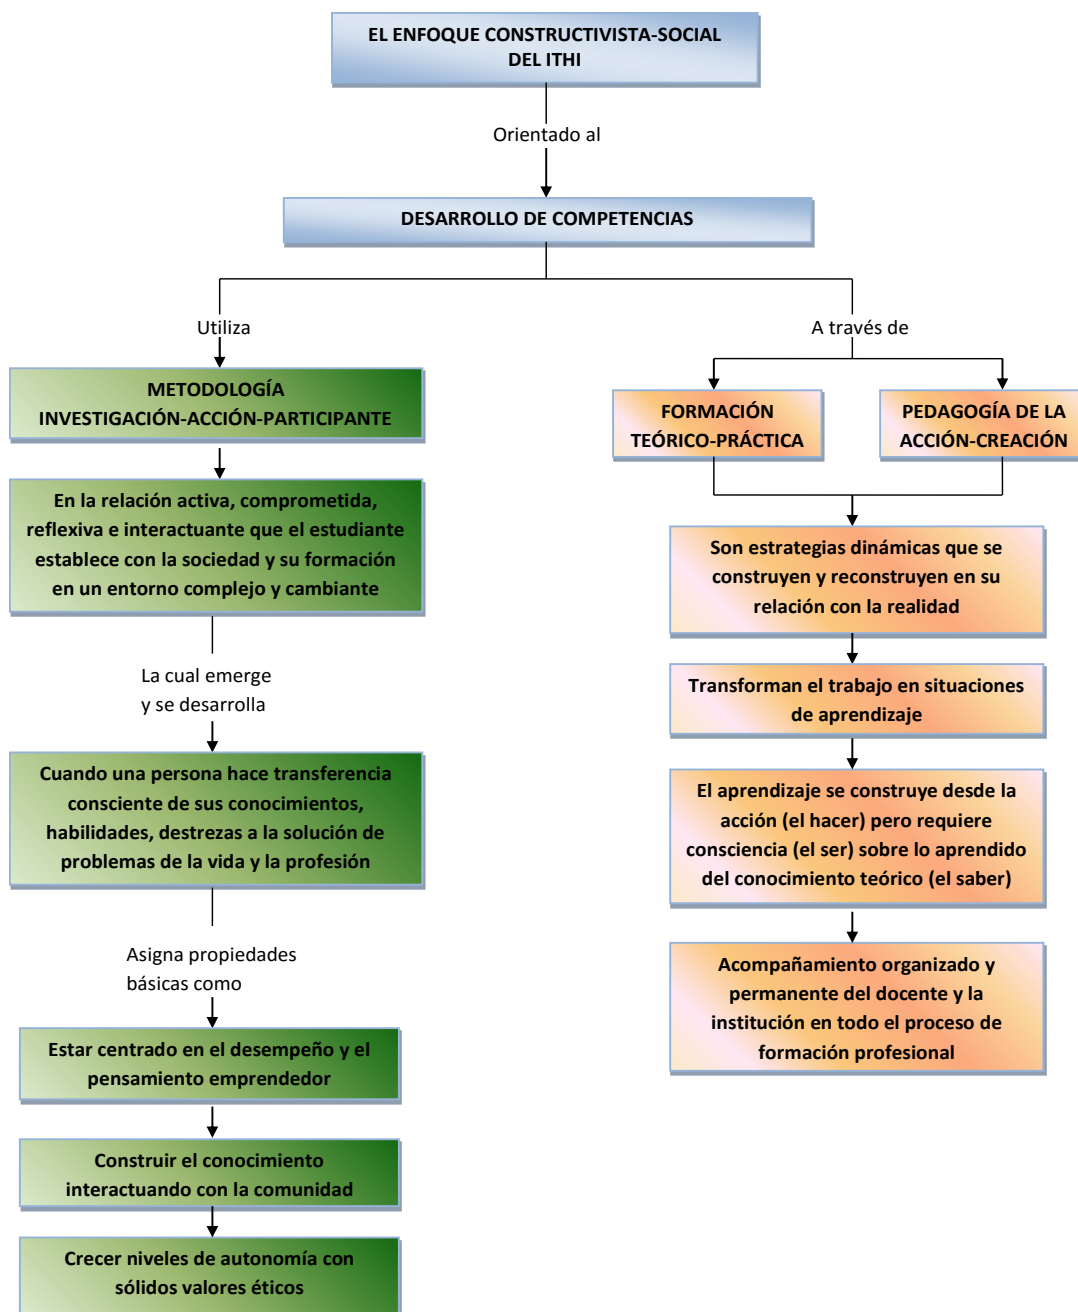 EL ENFOQUE CONSTRUCTIVISTA-SOCIAL
DEL ITHI
Orientado al
DESARROLLO DE COMPETENCIAS
Utiliza
METODOLOGÍA
INVESTIGACIÓN-ACCIÓN-PARTICIPANTE
En la relación activa, comprometida,
reflexiva e interactuante que el estudiante
establece con la sociedad y su formación
en un entorno complejo y cambiante
La cual emerge
y se desarrolla
Cuando una persona hace transferencia
consciente de sus conocimientos,
habilidades, destrezas a la solución de
problemas de la vida y la profesión
Asigna propiedades
básicas como
Estar centrado en el desempeño y el
pensamiento emprendedor
Construir el conocimiento
interactuando con la comunidad
Crecer niveles de autonomía con
sólidos valores éticos
A través de
FORMACIÓN
TEÓRICO-PRÁCTICA
PEDAGOGÍA DE LA
ACCIÓN-CREACIÓN
Son estrategias dinámicas que se
construyen y reconstruyen en su
relación con la realidad
Transforman el trabajo en situaciones
de aprendizaje
El aprendizaje se construye desde la
acción (el hacer) pero requiere
consciencia (el ser) sobre lo aprendido
del conocimiento teórico (el saber)
Acompañamiento organizado y
permanente del docente y la
institución en todo el proceso de
formación profesional